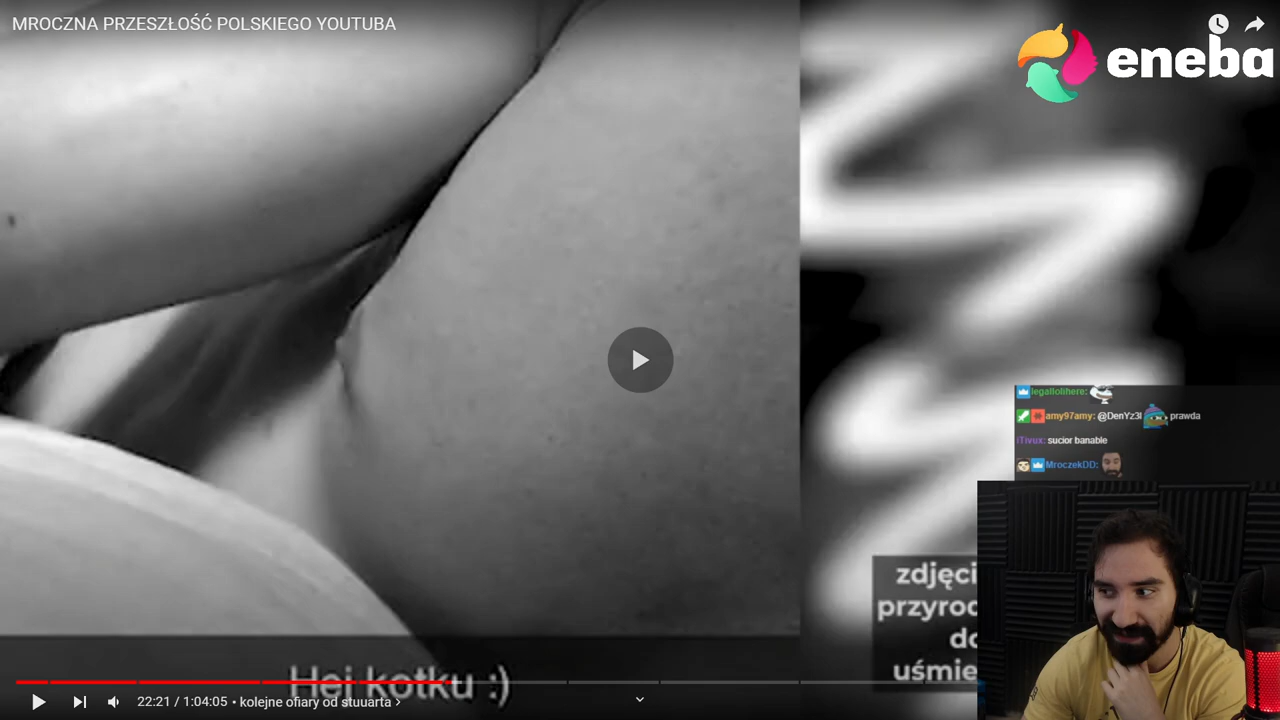 MROCZNA PRZESZŁOŚĆ POLSKIEGO YOUTUBA
eneba
legallolihere:
amy97amy: @DenYz3l prawda
iTivux: sucior banable
MroczekDD:
zdjęci
przyroc
do
uśmie
Hej kotku :)
22:21 / 1:04:05 • kolejne ofiary od stuuarta ›